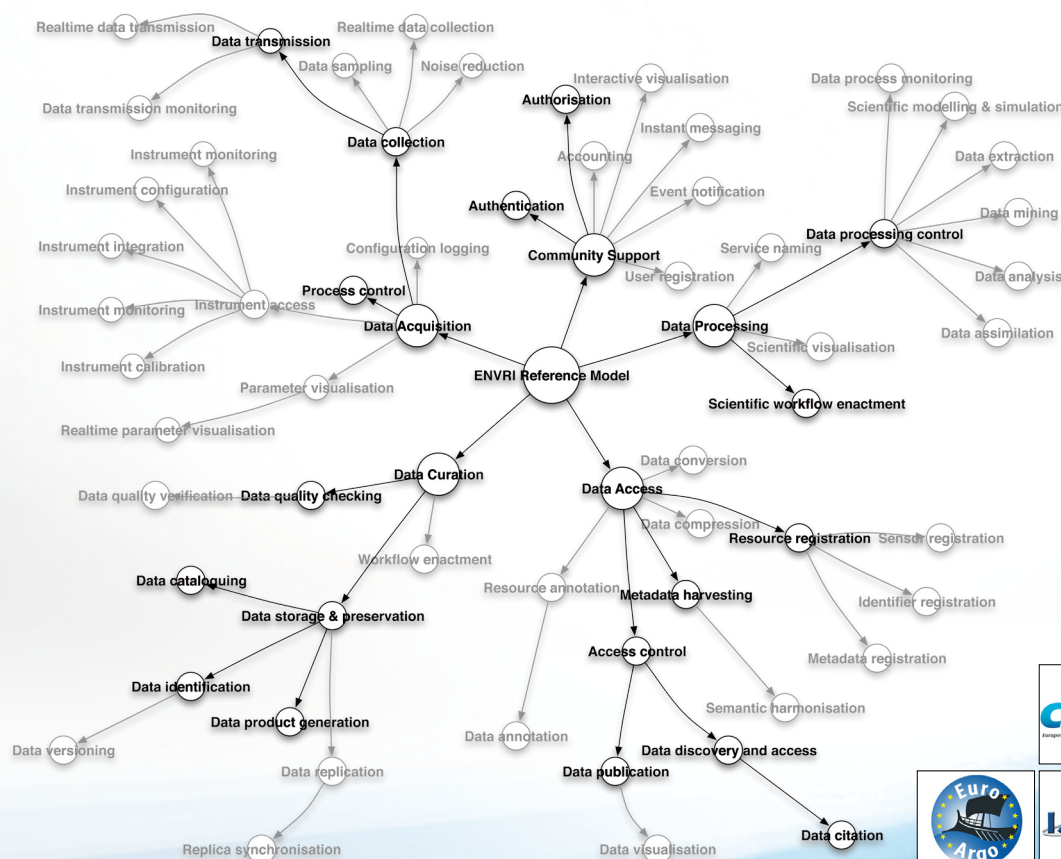 Realtime data transmission
Realtime data collection
Data transmission
Data sampling
Noise reduction
Interactive visualisation
Data process monitoring
Authorisation
Data transmission monitoring
Scientific modelling & simulation
Instant messaging
Data collection
Instrument monitoring
Accounting
Data extraction
Instrument configuration
Event notification
Authentication
Data mining
Data processing control
Instrument integration
Configuration logging
Service naming
Community Support
User registration
Data analysis
Process control
Instrument monitoring
Instrument access
Data Acquisition
Data Processing
Data assimilation
Scientific visualisation
Instrument calibration
ENVRI Reference Model
Parameter visualisation
Scientific workflow enactment
Realtime parameter visualisation
Data conversion
Data Curation
Data Access
Data quality verification
Data quality checking
Data compression
Resource registration
Sensor registration
Workflow enactment
Data cataloguing
Resource annotation
Metadata harvesting
Identifier registration
Data storage & preservation
Access control
Metadata registration
Data identification
Semantic harmonisation
Data product generation
Data annotation
Data versioning
Data discovery and access
Data replication
Data publication
Data citation
Replica synchronisation
Data visualisation
Euro
Argo